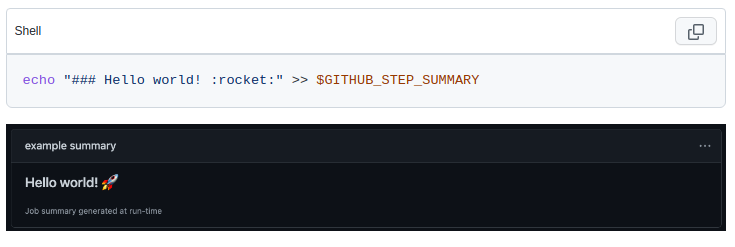 Shell
echo "### Hello world! :rocket:" >> $GITHUB_STEP_SUMMARY
example summary
Hello world! 🚀
Job summary generated at run-time